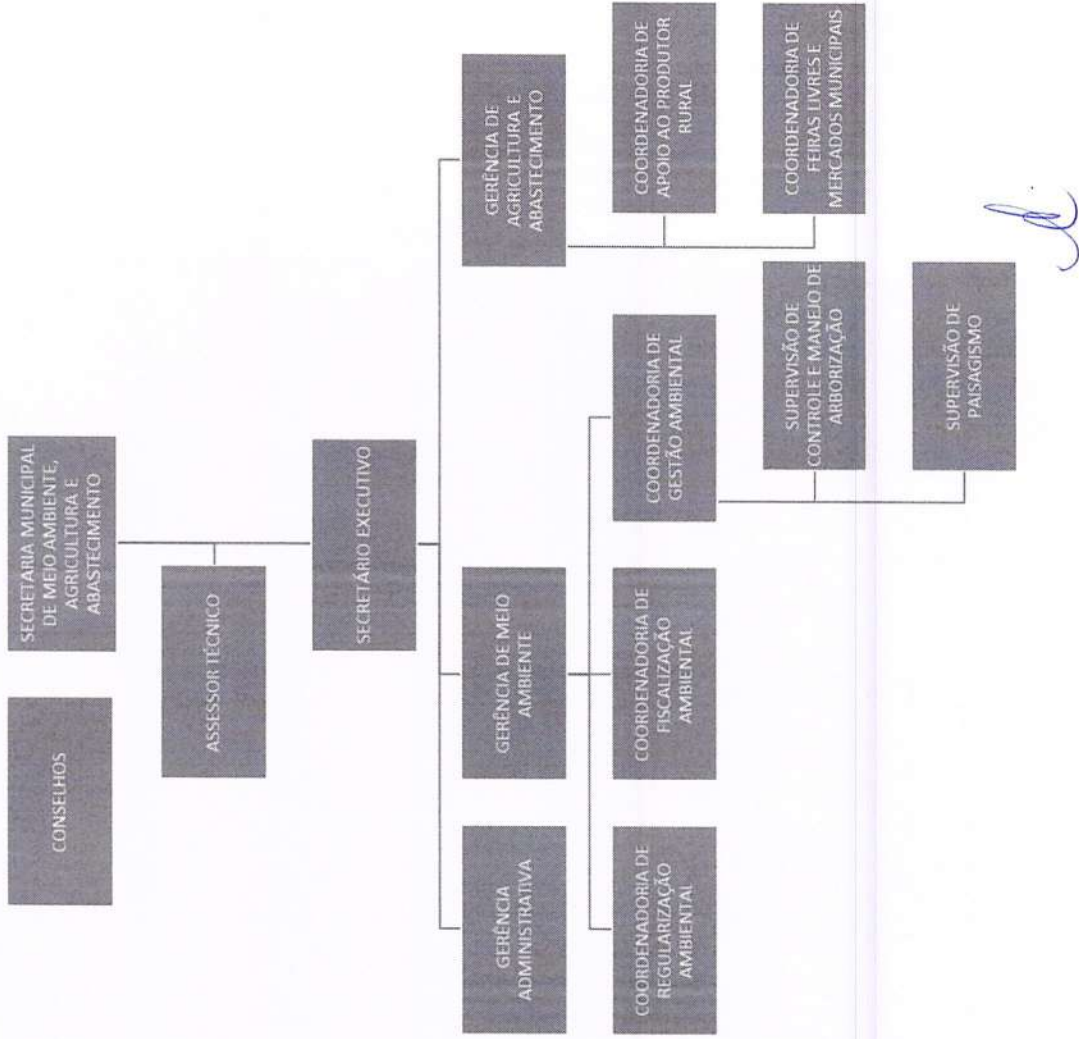 CONSELHOS
SECRETARIA MUNICIPAL
DE MEIO AMBIENTE,
AGRICULTURA E
ABASTECIMENTO
ASSESSOR TÉCNICO
SECRETÁRIO EXECUTIVO
GERÊNCIA
ADMINISTRATIVA
GERÊNCIA DE MEIO
AMBIENTE
GERÊNCIA DE
AGRICULTURA E
ABASTECIMENTO
COORDENADORIA DE
REGULARIZAÇÃO
AMBIENTAL
COORDENADORIA DE
FISCALIZAÇÃO
AMBIENTAL
COORDENADORIA DE
GESTÃO AMBIENTAL
COORDENADORIA DE
APOIO AO PRODUTOR
RURAL
SUPERVISÃO DE
CONTROLE E MANEJO DE
ARBORIZAÇÃO
COORDENADORIA DE
FEIRAS LIVRES E
MERCADOS MUNICIPAIS
SUPERVISÃO DE
PAISAGISMO